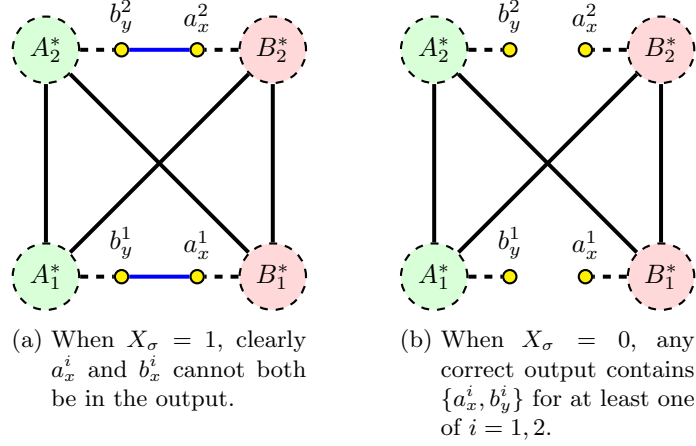 b_y^2 a_x^2 b_y^2 a_x^2
A_2^* B_2^* A_2^* B_2^*
b_y^1 a_x^1 b_y^1 a_x^1
A_1^* B_1^* A_1^* B_1^*
(a) When X_σ = 1, clearly
a_x^i and b_x^i cannot both
be in the output.
(b) When X_σ = 0, any
correct output contains
{a_x^i, b_y^i} for at least one
of i = 1, 2.